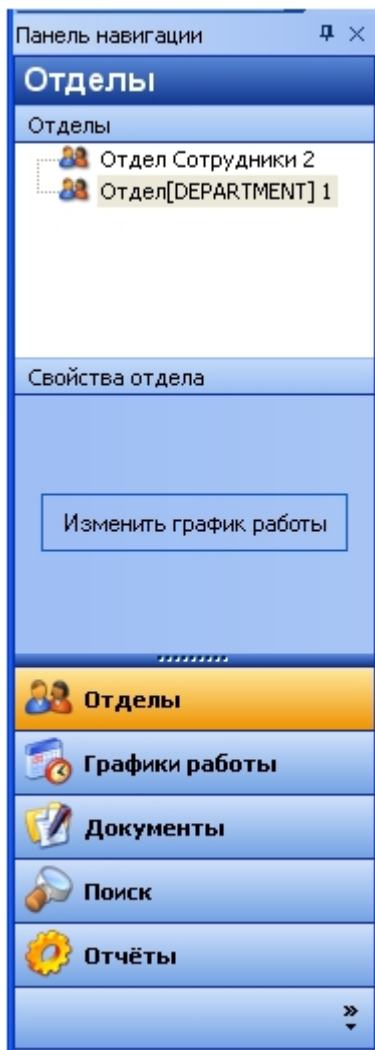 Панель навигации
Отделы
Отделы
Отдел Сотрудники 2
Отдел[DEPARTMENT] 1
Свойства отдела
Изменить график работы
Отделы
Графики работы
Документы
Поиск
Отчёты